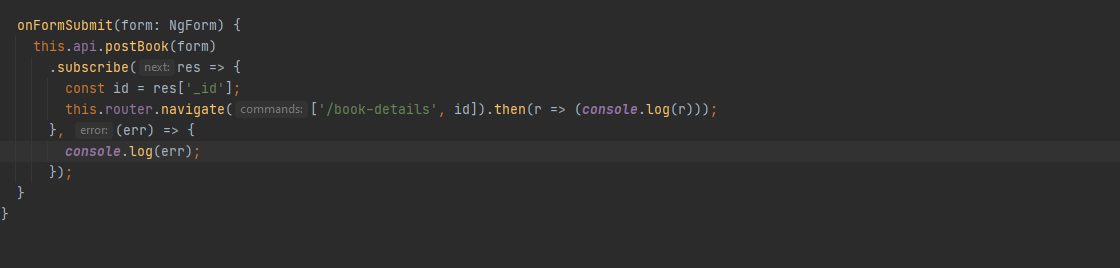 onFormSubmit(form: NgForm) {
this.api.postBook(form)
.subscribe( next: res => {
const id = res['_id'];
this.router.navigate( commands: ['/book-details', id]).then(r => (console.log(r)));
}, error: (err) => {
console.log(err);
});
}
}